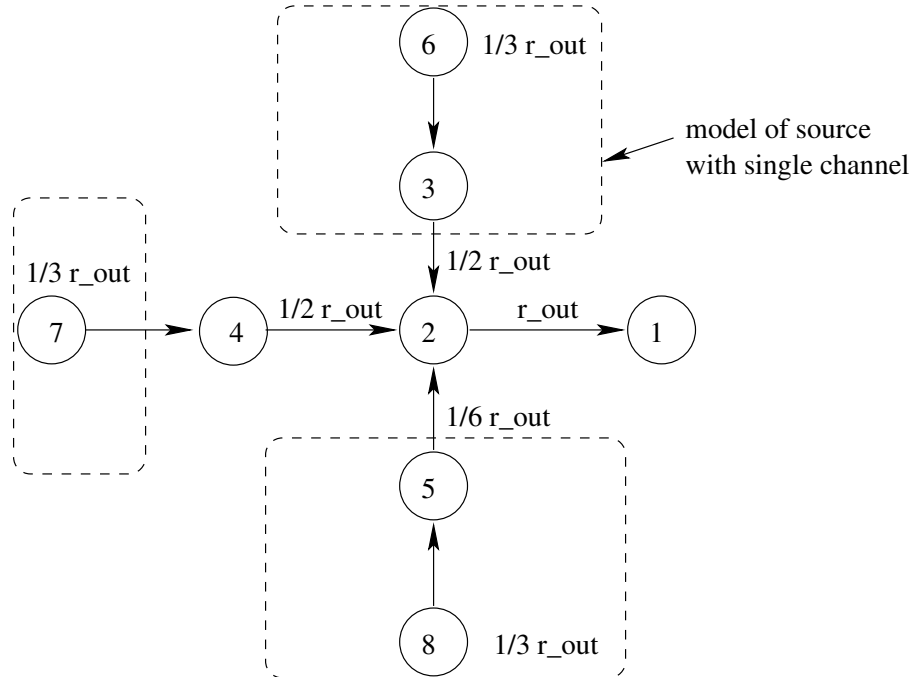 6 1/3 r_out
model of source
with single channel
3
1/2 r_out
1/3 r_out
1/2 r_out
r_out
7
4
2
1
1/6 r_out
5
8 1/3 r_out